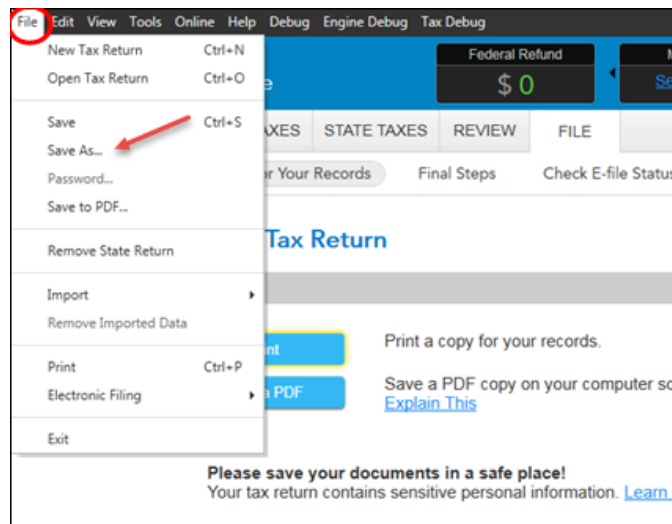 File Edit View Tools Online Help Debug Engine Debug Tax Debug
New Tax Return Ctrl+N
Open Tax Return Ctrl+O
Save Ctrl+S
Save As...
Password...
Save to PDF...
Remove State Return
Import
Remove Imported Data
Print Ctrl+P
Electronic Filing
Exit
Federal Refund
$ 0
STATE TAXES REVIEW FILE
Your Records Final Steps Check E-file Status
Tax Return
Print a copy for your records.
PDF
Save a PDF copy on your computer
Explain This
Please save your documents in a safe place!
Your tax return contains sensitive personal information. Learn